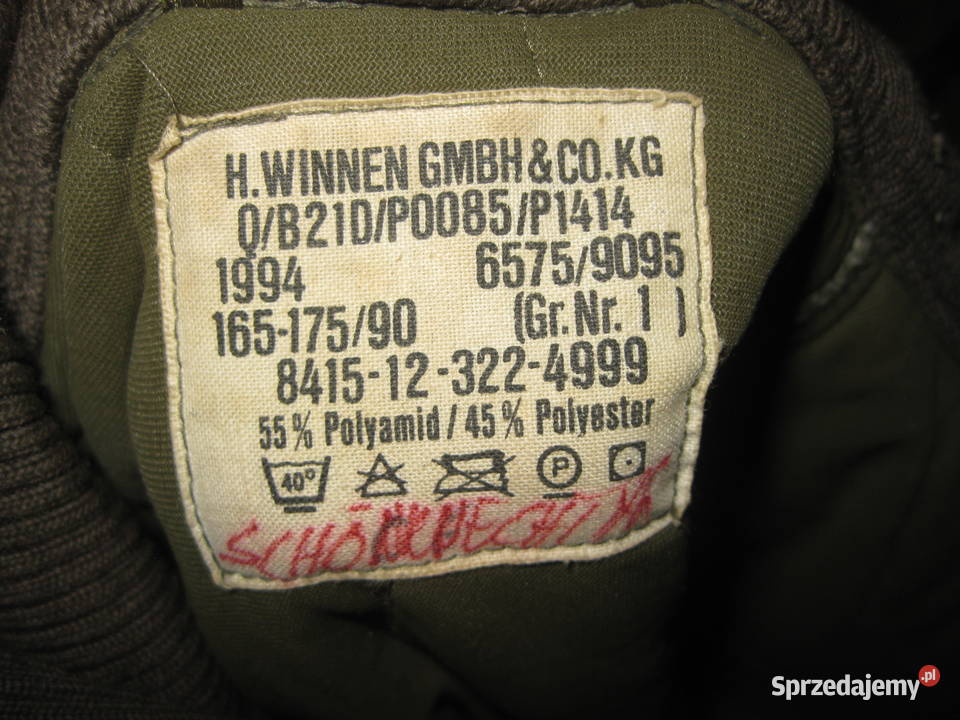 H.WINNEN GMBH & CO.KG
Q/B21D/P0085/P1414
1994 6575/9095
165-175/90 (Gr.Nr. 1 )
8415-12-322-4999
55% Polyamid / 45% Polyester
40° P
Sprzedajemy.pl